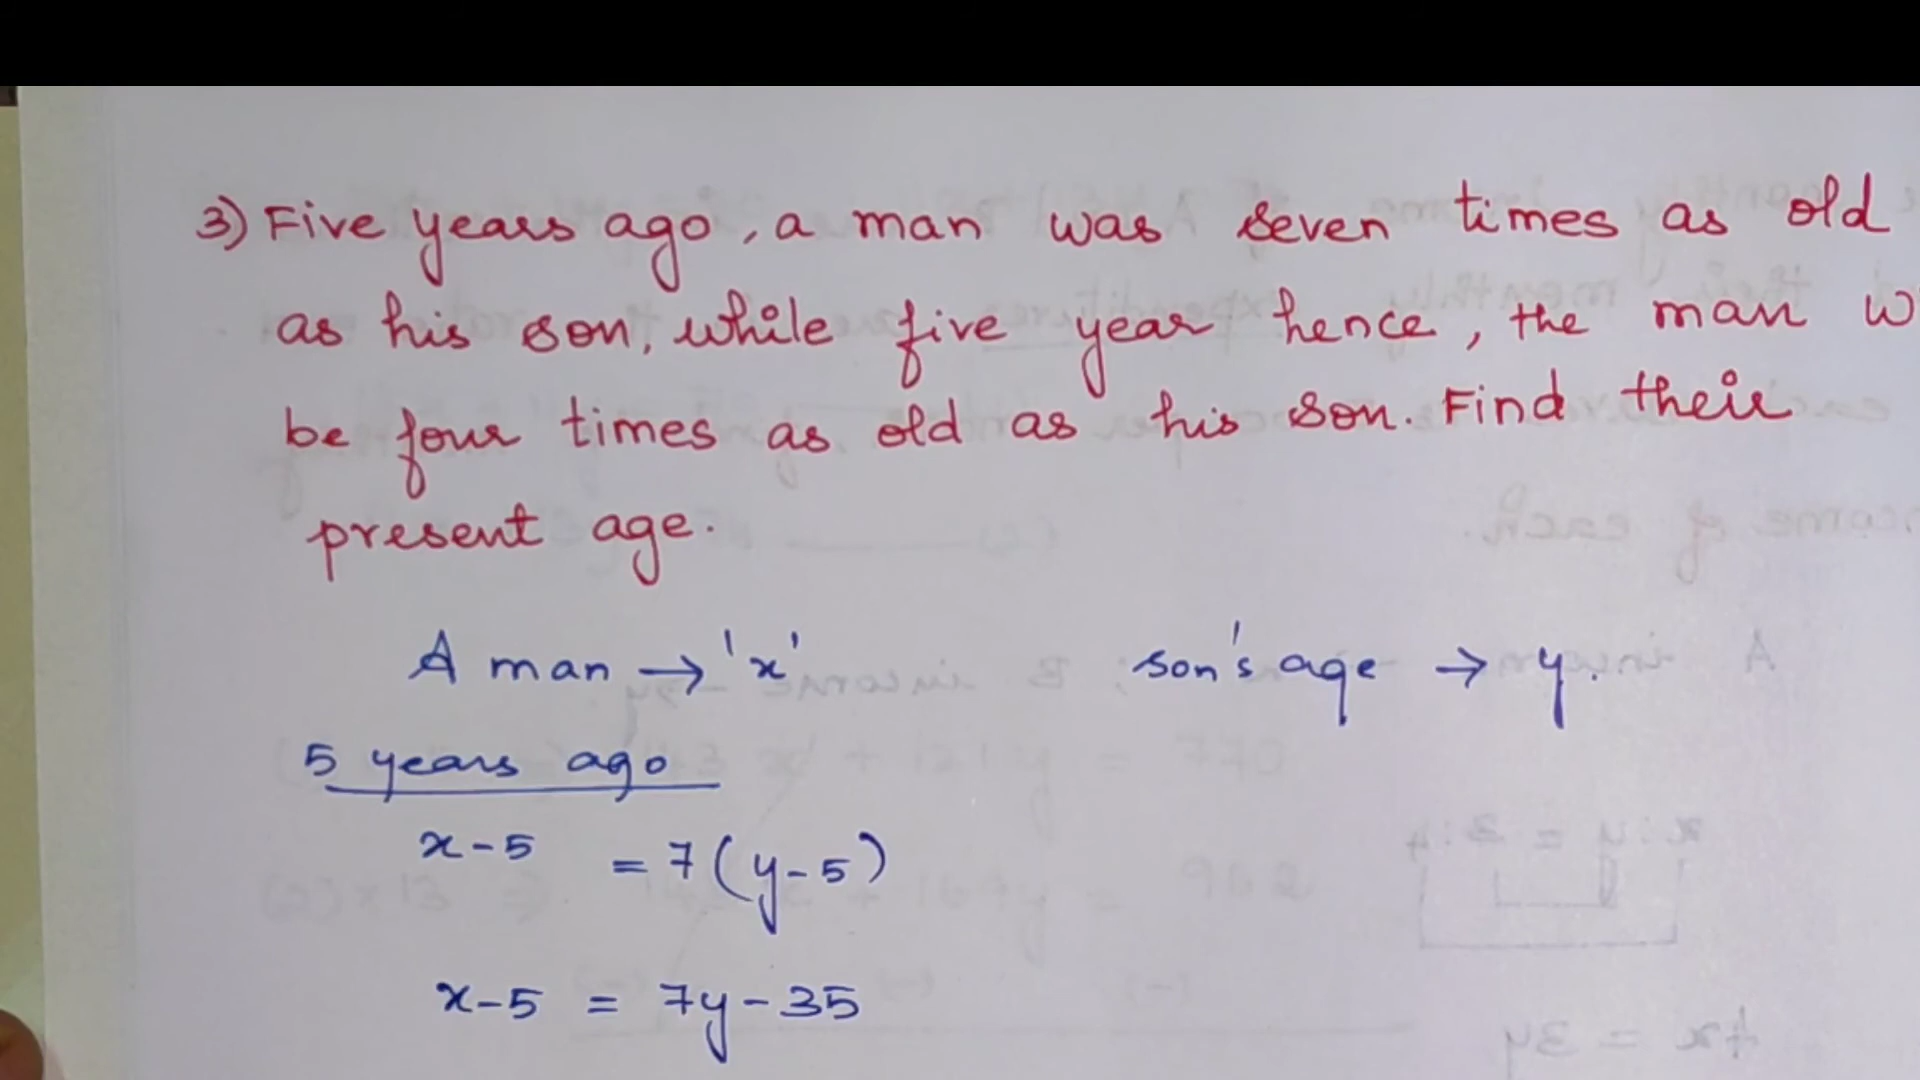 3) Five years ago, a man was seven times as old
as his son, while five year hence, the man w
be four times as old as his son. Find their
present age.
A man → 'x' son's age → y.
5 years ago
x-5 = 7(y-5)
x-5 = 7y-35